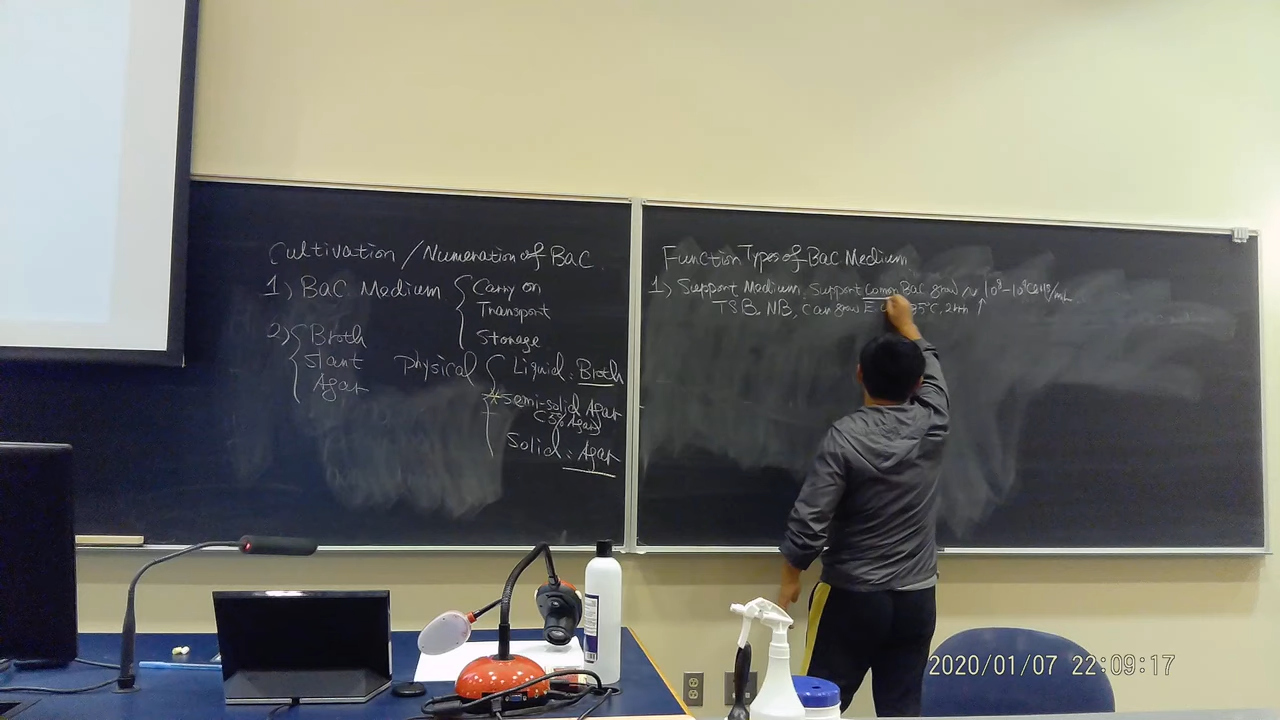 Cultivation / Numeration of BaC.
1) BaC Medium { Carry on
Transport
Storage
2) { Broth
Slant
Agar
Physical { Liquid: Broth
* Semi-solid Agar
Solid: Agar
Function Types of BaC Medium
1) Support Medium. Support Common Bac grow ~ 10⁸-10⁹ cells/mL
TSB. NB, Can grow E. 35°C, 24h ↑
2020/01/07 22:09:17